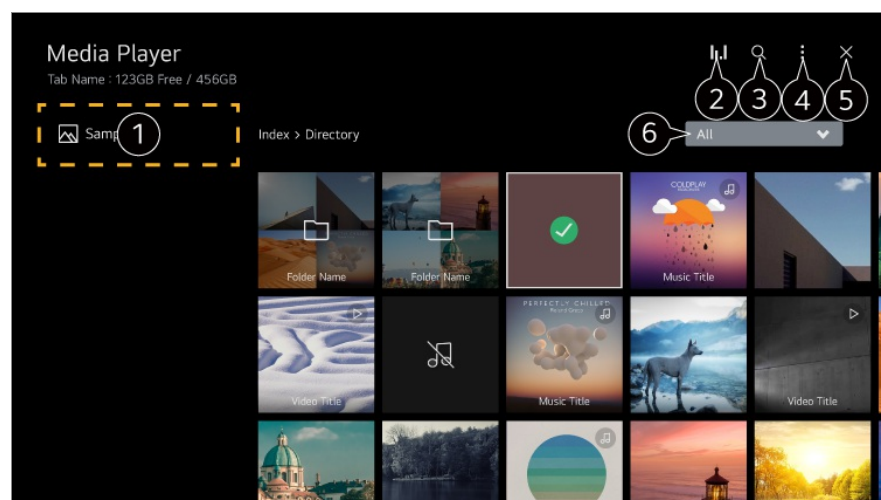 Media Player
Tab Name : 123GB Free / 456GB
2
3
4
5
1
Index > Directory
6
All
Folder Name
Folder Name
COLDPLAY
Music Title
Video Title
PERFECTLY CHILLED
Music Title
Video Title